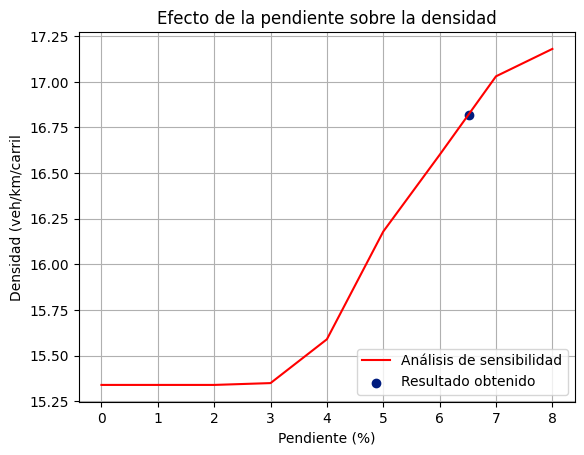 Efecto de la pendiente sobre la densidad
Densidad (veh/km/carril
17.25
17.00
16.75
16.50
16.25
16.00
15.75
15.50
15.25
Análisis de sensibilidad
Resultado obtenido
0 1 2 3 4 5 6 7 8
Pendiente (%)